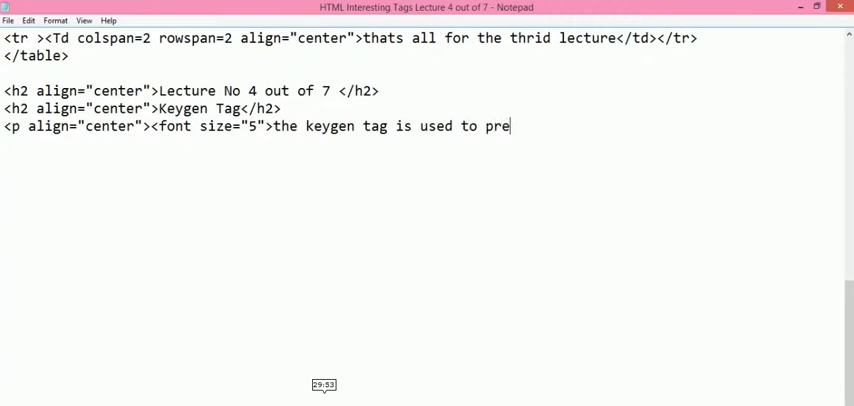 HTML Interesting Tags Lecture 4 out of 7 - Notepad
File Edit Format View Help
<tr ><Td colspan=2 rowspan=2 align="center">thats all for the thrid lecture</td></tr>
</table>
<h2 align="center">Lecture No 4 out of 7 </h2>
<h2 align="center">Keygen Tag</h2>
<p align="center"><font size="5">the keygen tag is used to pre
29:53